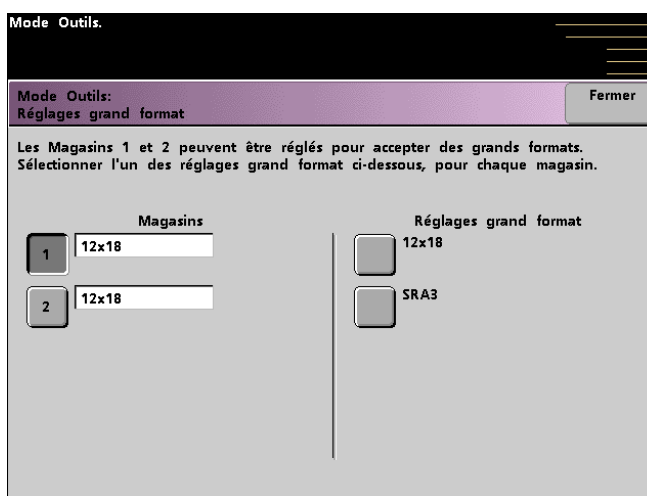 Mode Outils.
Mode Outils:
Réglages grand format
Fermer
Les Magasins 1 et 2 peuvent être réglés pour accepter des grands formats.
Sélectionner l'un des réglages grand format ci-dessous, pour chaque magasin.
Magasins
1 12x18
2 12x18
Réglages grand format
12x18
SRA3